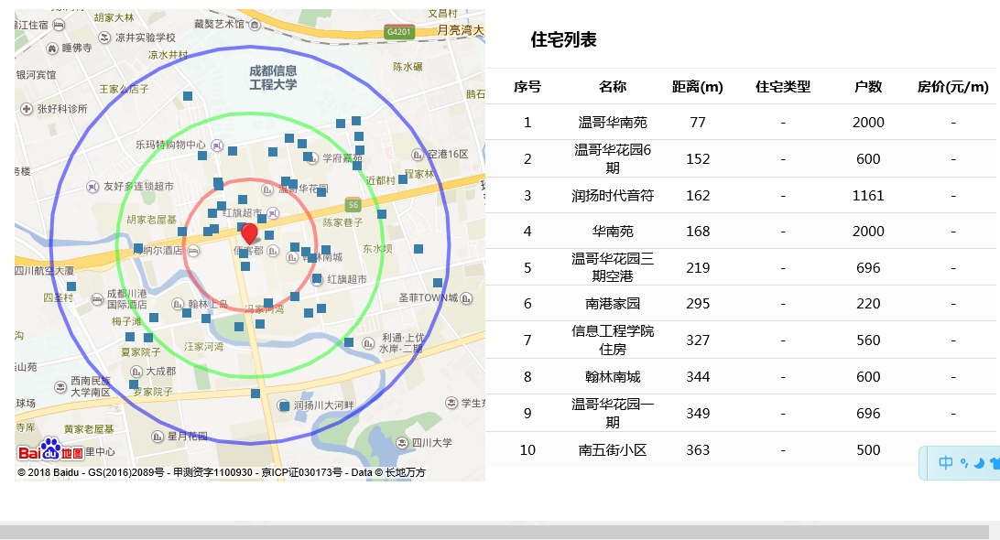 胡家大林
藏獒艺术馆
文昌村
锦江住宿
凉井实验学校
G4201
月亮湾大
睡佛寺
凉水井村
银河宾馆
成都信息
工程大学
陈水碾
王家么店子
鹅石
张好科诊所
乐玛特购物中心
学府嘉苑
空港16区
务楼
友好多连锁超市
温哥华花园
近都村
程家林
红旗超市
S6
胡家老屋基
陈家巷子
纳尔酒店
翰林南城
东水坝
四川航空大厦
红旗超市
四圣村
成都川港
国际酒店
翰林上岛
冯家河湾
圣菲TOWN城
梅子滩
沟
夏家院子
汪家河湾
利通·上优
水岸·二期
山苑
大成郡
西南民族
大学南区
罗家院子
球场
润扬川大河畔
学生
寺库
黄家老屋基
星月花园
四川大学
Bai du 地图
里中心
© 2018 Baidu - GS(2016)2089号 - 甲测资字1100930 - 京ICP证030173号 - Data © 长地万方
住宅列表
序号 名称 距离(m) 住宅类型 户数 房价(元/m)
1 温哥华南苑 77 - 2000 -
2 温哥华花园6
期 152 - 600 -
3 润扬时代音符 162 - 1161 -
4 华南苑 168 - 2000 -
5 温哥华花园三
期空港 219 - 696 -
6 南港家园 295 - 220 -
7 信息工程学院
住房 327 - 560 -
8 翰林南城 344 - 600 -
9 温哥华花园一
期 349 - 696 -
10 南五街小区 363 - 500 -
中